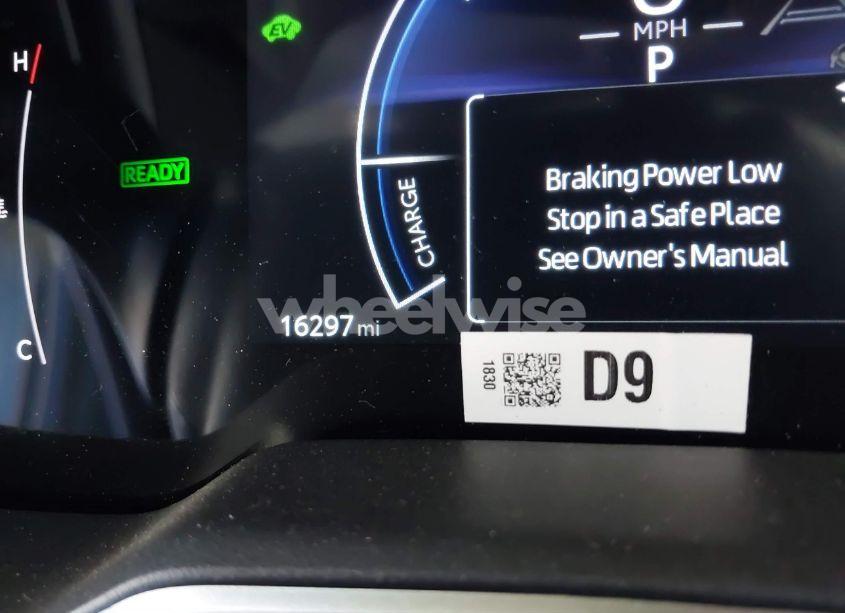 EV
MPH
P
H
READY
Braking Power Low
Stop in a Safe Place
See Owner's Manual
CHARGE
16297 mi
wheelwise
C
1830
D9